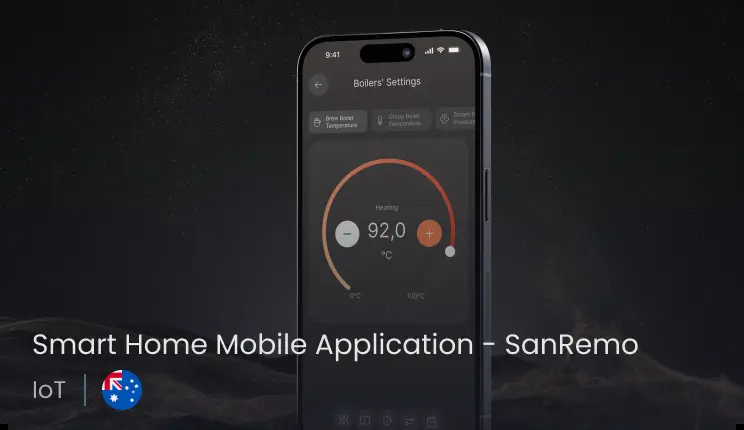 9:41
Boilers' Settings
Brew Boiler
Temperature
Group Boiler
Temperature
Steam B
Pressure
Heating
− 92,0 +
°C
0°C 100°C
Smart Home Mobile Application - SanRemo
IoT